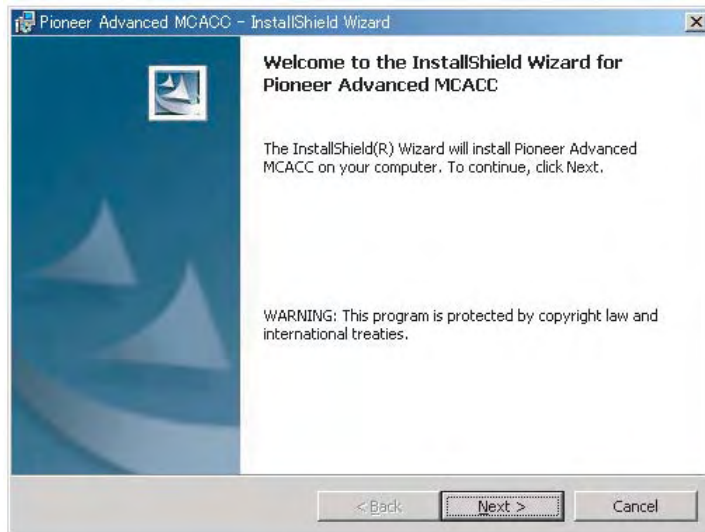 Pioneer Advanced MCACC - InstallShield Wizard
Welcome to the InstallShield Wizard for
Pioneer Advanced MCACC
The InstallShield(R) Wizard will install Pioneer Advanced
MCACC on your computer. To continue, click Next.
WARNING: This program is protected by copyright law and
international treaties.
< Back
Next >
Cancel